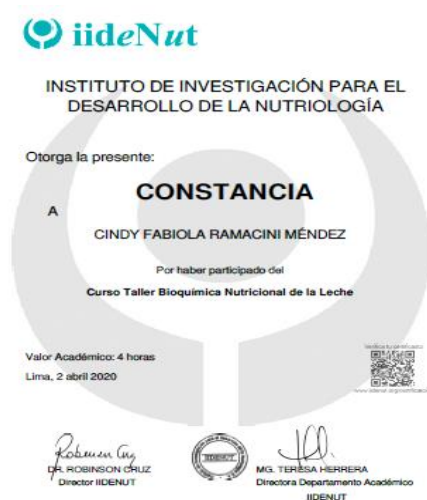 iideNut
INSTITUTO DE INVESTIGACIÓN PARA EL
DESARROLLO DE LA NUTRIOLOGÍA
Otorga la presente:
CONSTANCIA
A
CINDY FABIOLA RAMACINI MÉNDEZ
Por haber participado del
Curso Taller Bioquímica Nutricional de la Leche
Valor Académico: 4 horas
Lima, 2 abril 2020
DR. ROBINSON CRUZ
Director IIDENUT
IIDENUT
MG. TERESA HERRERA
Directora Departamento Académico
IIDENUT